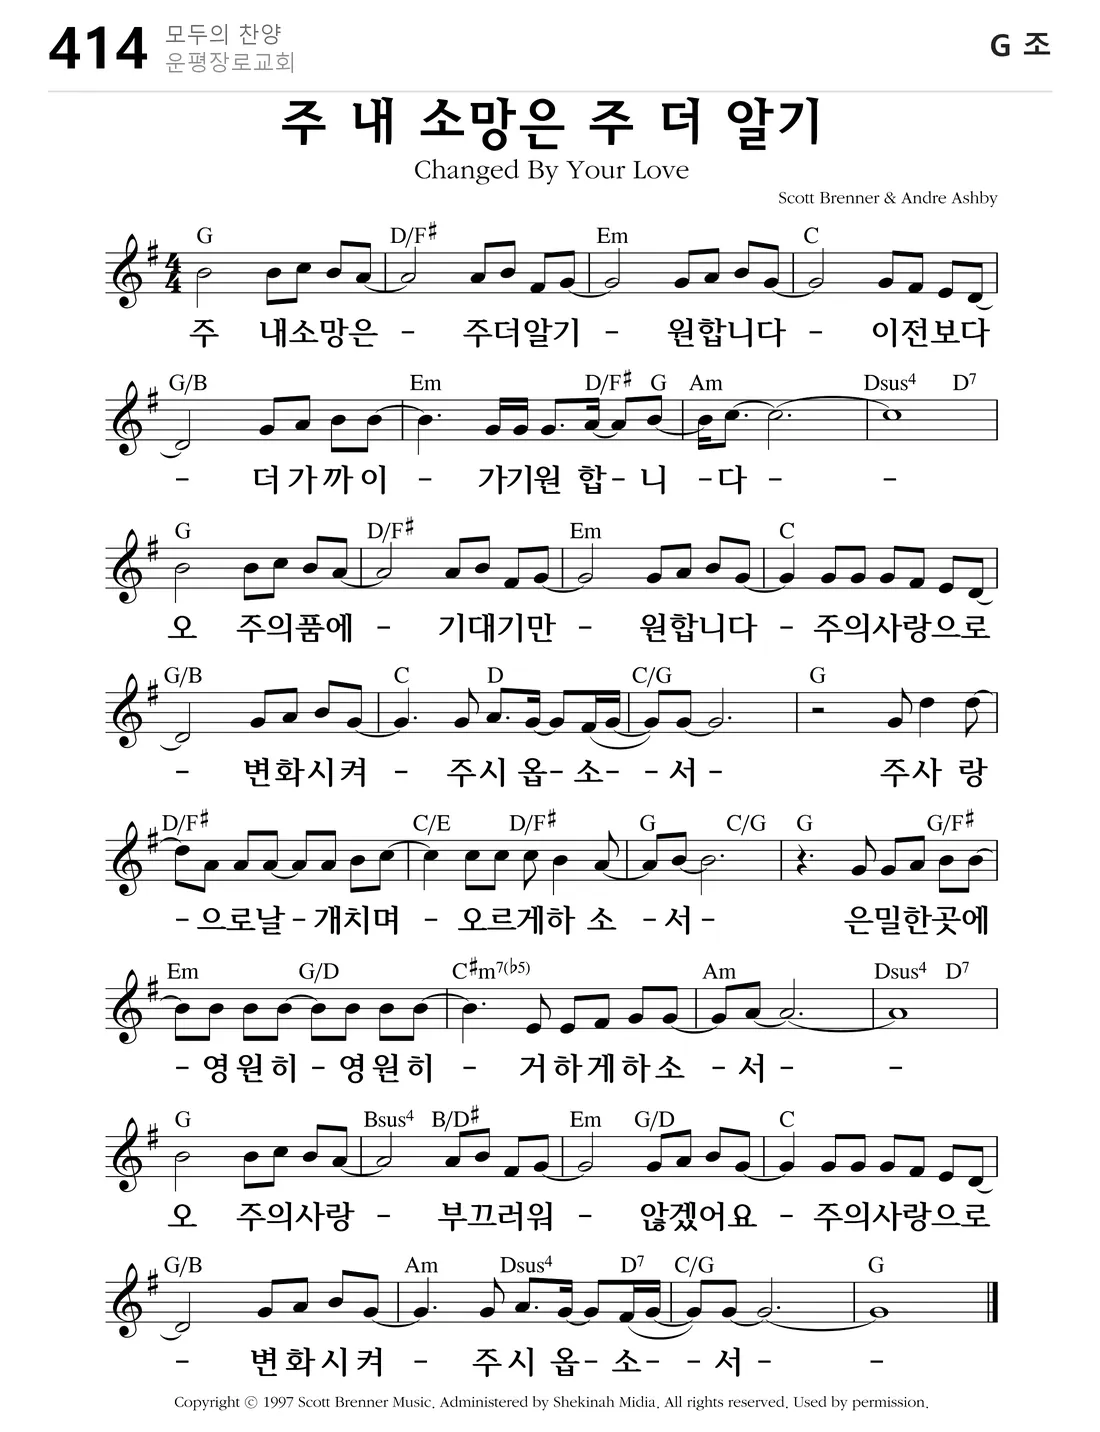 414 모두의 찬양
운평장로교회
G 조
주 내 소망은 주 더 알기
Changed By Your Love
Scott Brenner & Andre Ashby
G D/F♯ Em C
주 내소망은 - 주더알기 - 원합니다 - 이전보다
G/B Em D/F♯ G Am Dsus4 D7
- 더 가 까 이 - 가기원 합 - 니 - 다 - -
G D/F♯ Em C
오 주의품에 - 기대기만 - 원합니다 - 주의사랑으로
G/B C D C/G G
- 변화시켜 - 주시 옵 - 소 - - 서 - 주사 랑
D/F♯ C/E D/F♯ G C/G G G/F♯
- 으로날 - 개치며 - 오르게하 소 - 서 - 은밀한곳에
Em G/D C♯m7(♭5) Am Dsus4 D7
- 영원히 - 영원히 - 거하게하소 - 서 - -
G Bsus4 B/D♯ Em G/D C
오 주의사랑 - 부끄러워 - 않겠어요 - 주의사랑으로
G/B Am Dsus4 D7 C/G G
- 변화시켜 - 주시 옵 - 소 - - 서 - -
Copyright ⓒ 1997 Scott Brenner Music. Administered by Shekinah Midia. All rights reserved. Used by permission.